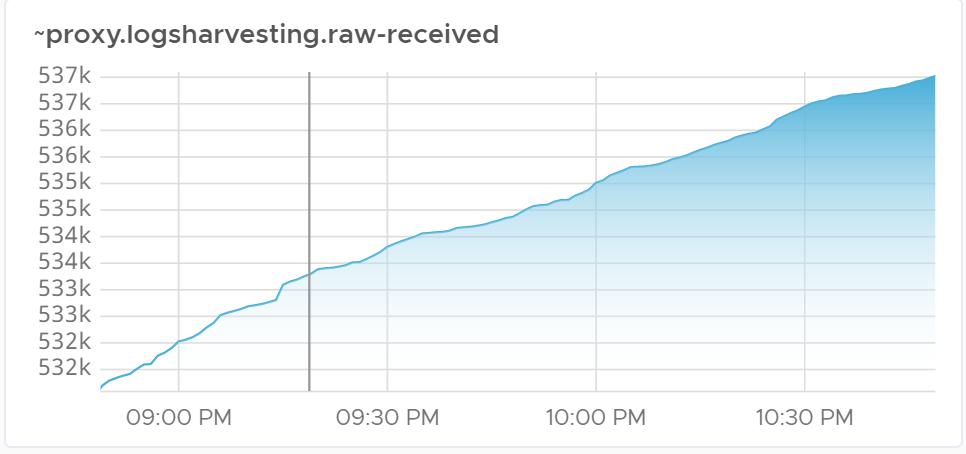 ~proxy.logsharvesting.raw-received
537k
537k
536k
536k
535k
535k
534k
534k
533k
533k
532k
532k
09:00 PM 09:30 PM 10:00 PM 10:30 PM